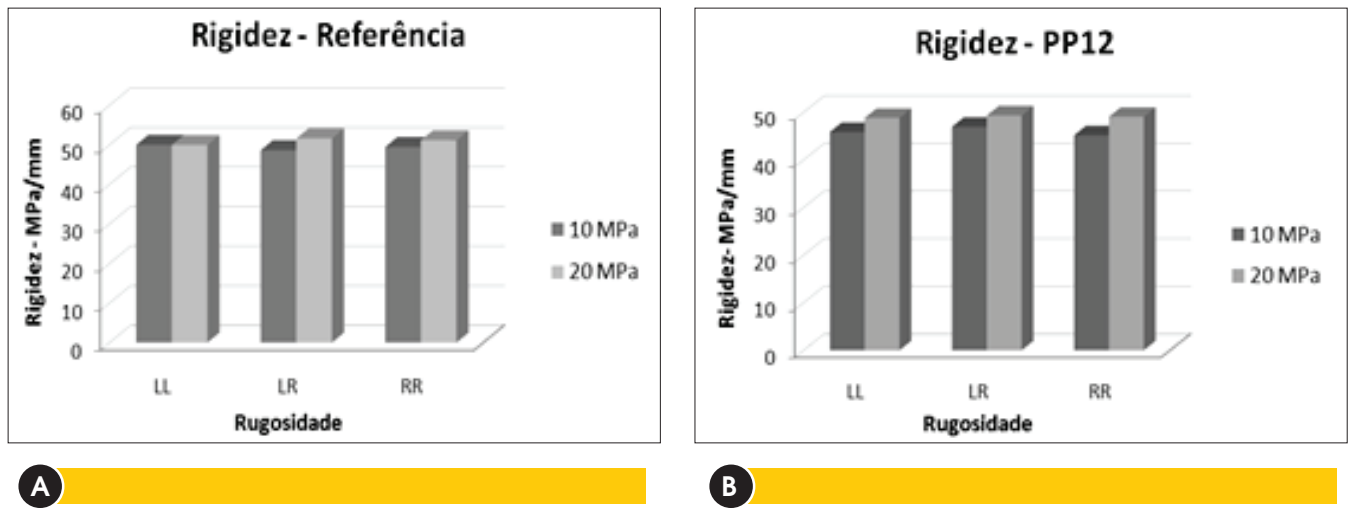 Rigidez - Referência
60
50
40
30
20
10
0
Rigidez - MPa/mm
LL
LR
RR
Rugosidade
10 MPa
20 MPa
A
Rigidez - PP12
50
40
30
20
10
0
Rigidez- MPa/mm
LL
LR
RR
Rugosidade
10 MPa
20 MPa
B